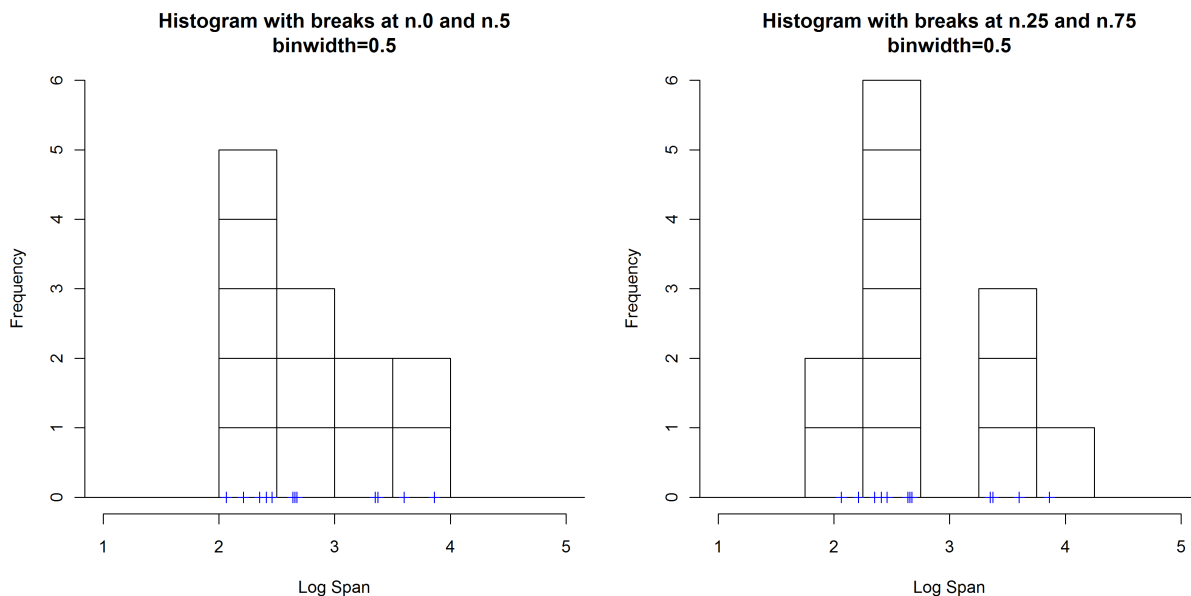 Histogram with breaks at n.0 and n.5
binwidth=0.5
6
5
4
3
2
1
0
Frequency
1 2 3 4 5
Log Span
Histogram with breaks at n.25 and n.75
binwidth=0.5
6
5
4
3
2
1
0
Frequency
1 2 3 4 5
Log Span